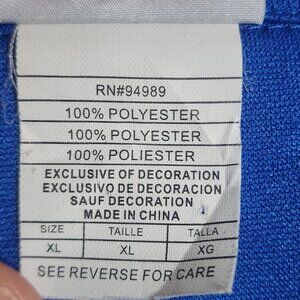 RN#94989
100% POLYESTER
100% POLYESTER
100% POLIESTER
EXCLUSIVE OF DECORATION
EXCLUSIVO DE DECORACION
SAUF DECORATION
MADE IN CHINA
SIZE TAILLE TALLA
XL XL XG
SEE REVERSE FOR CARE